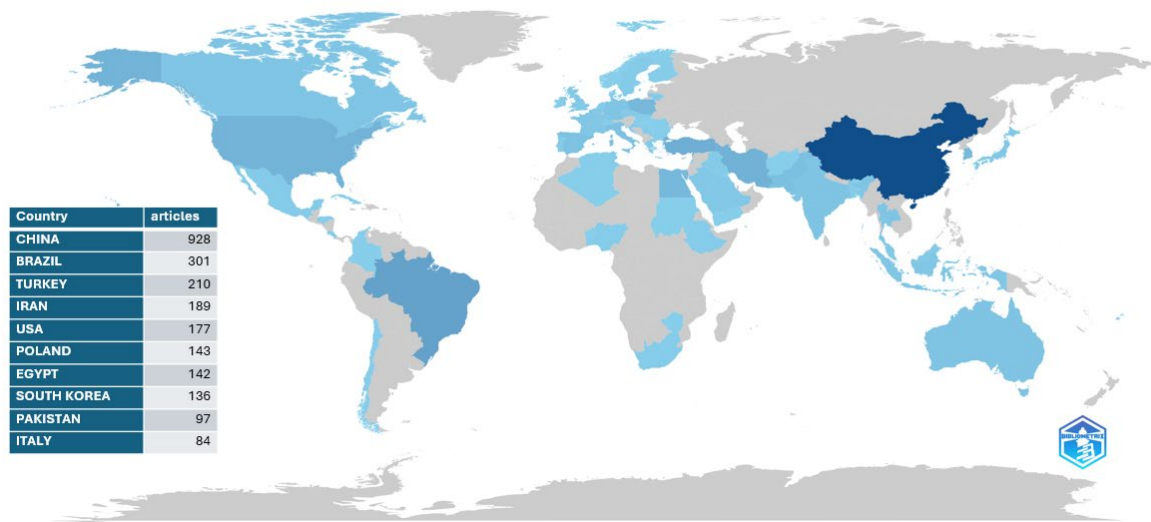 Country articles
CHINA 928
BRAZIL 301
TURKEY 210
IRAN 189
USA 177
POLAND 143
EGYPT 142
SOUTH KOREA 136
PAKISTAN 97
ITALY 84
BIBLIOMETRIX